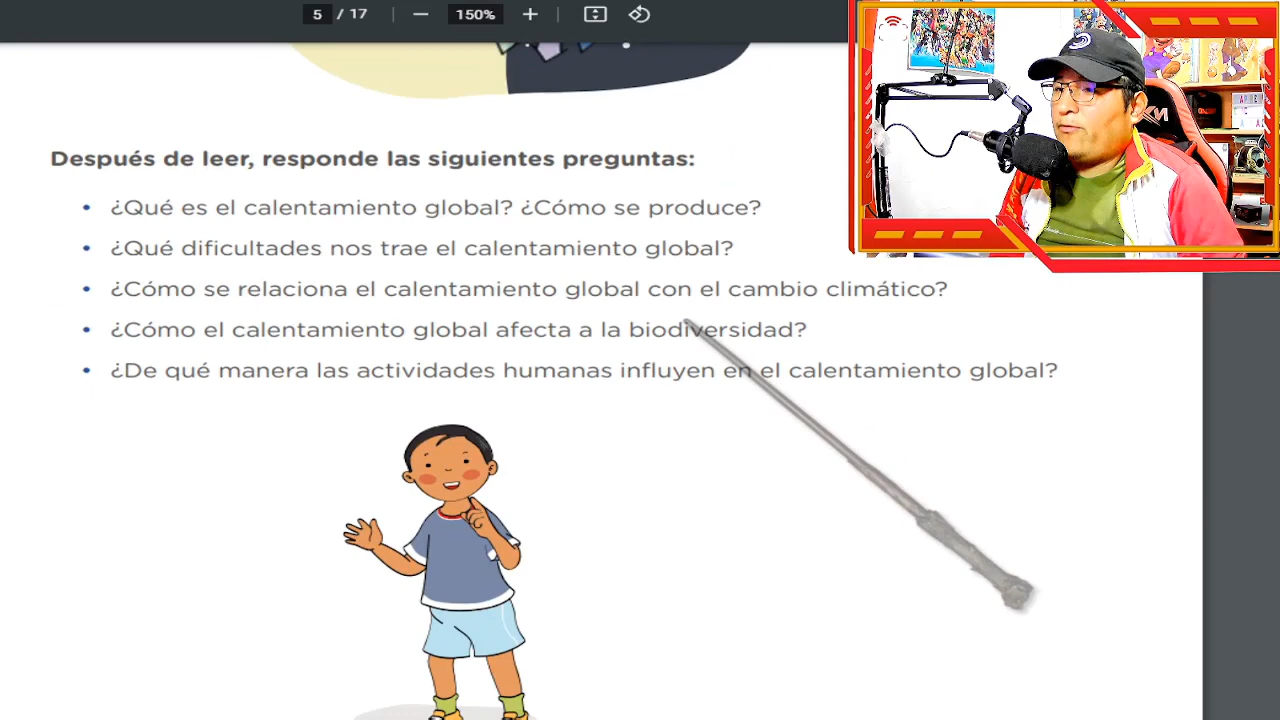 5 / 17
150%
Después de leer, responde las siguientes preguntas:
• ¿Qué es el calentamiento global? ¿Cómo se produce?
• ¿Qué dificultades nos trae el calentamiento global?
• ¿Cómo se relaciona el calentamiento global con el cambio climático?
• ¿Cómo el calentamiento global afecta a la biodiversidad?
• ¿De qué manera las actividades humanas influyen en el calentamiento global?